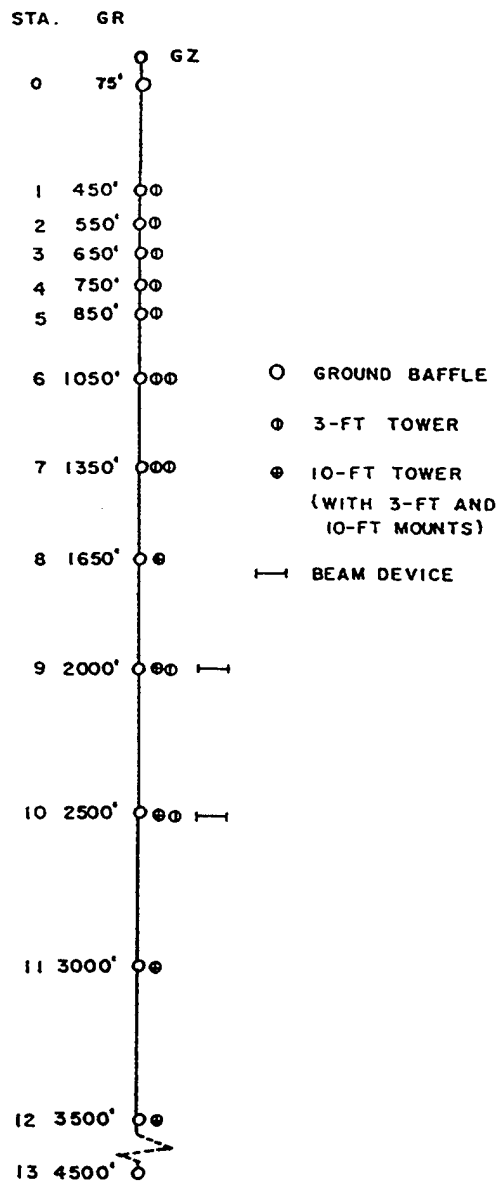 STA. GR
GZ
0 75'
1 450'
2 550'
3 650'
4 750'
5 850'
6 1050'
7 1350'
8 1650'
9 2000'
10 2500'
11 3000'
12 3500'
13 4500'
GROUND BAFFLE
3-FT TOWER
10-FT TOWER
(WITH 3-FT AND
10-FT MOUNTS)
BEAM DEVICE